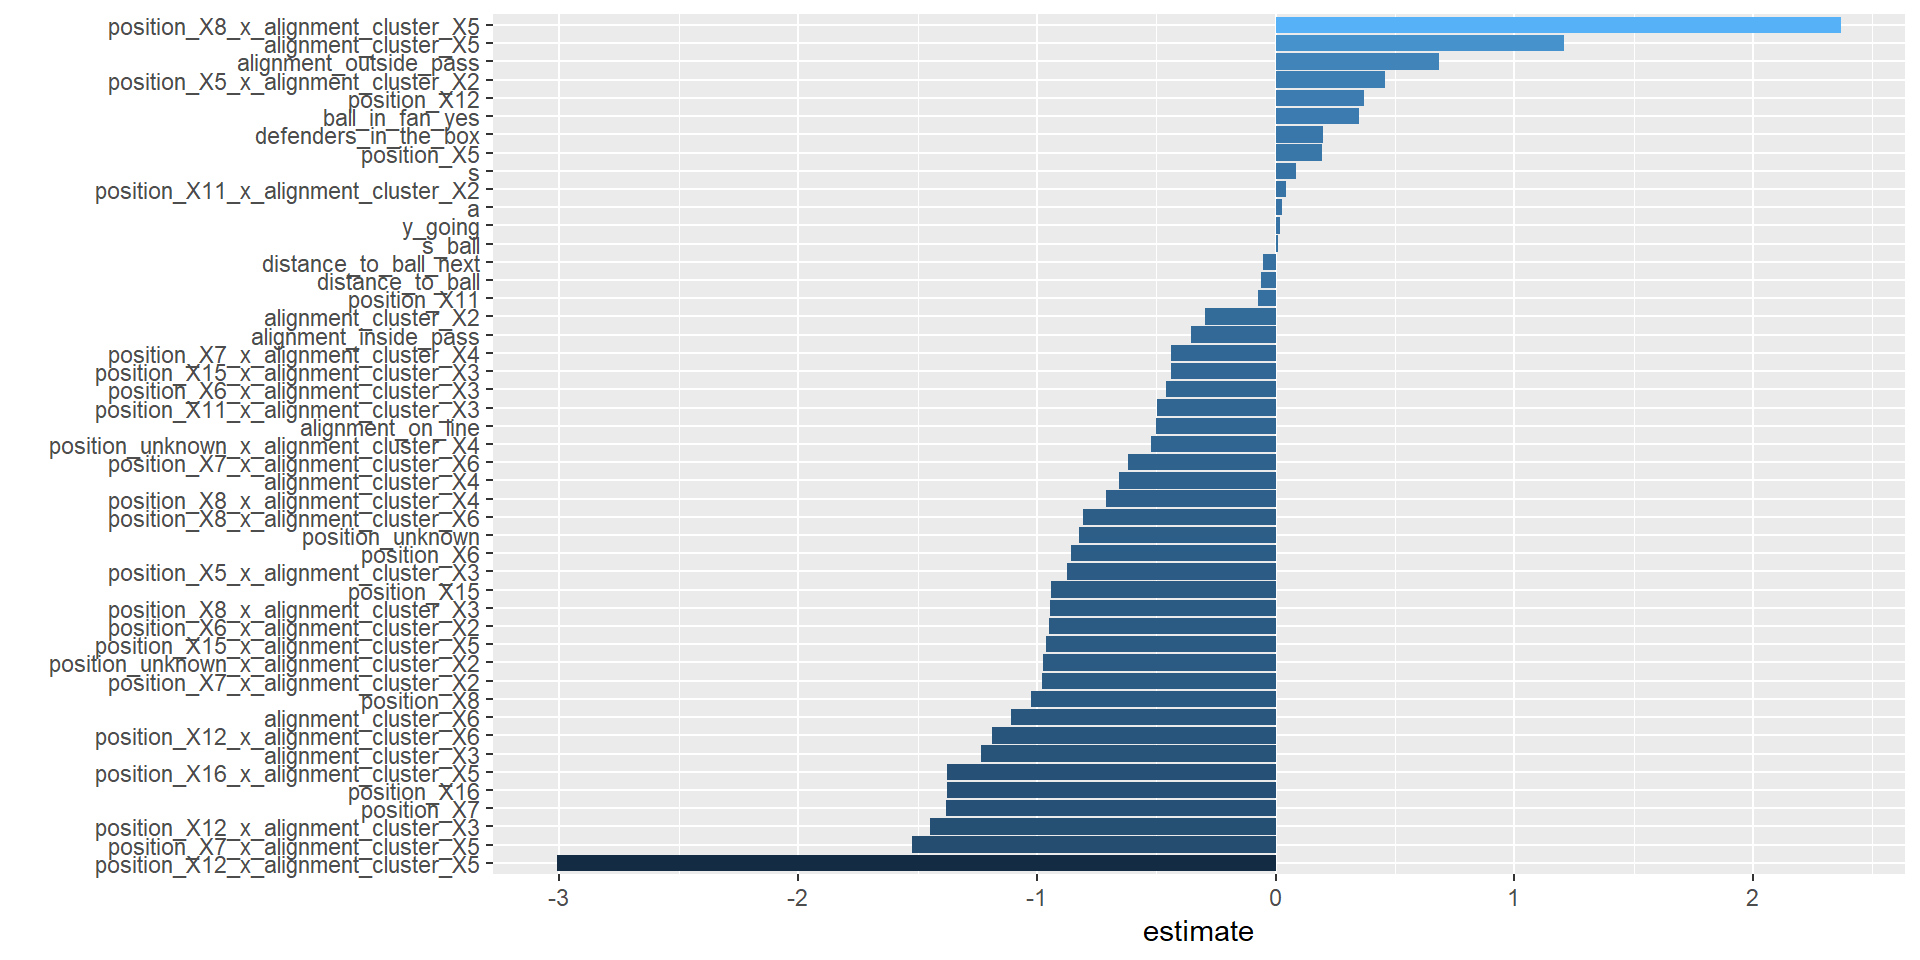 position_X8_x_alignment_cluster_X5
alignment_cluster_X5
alignment_outside_pass
position_X5_x_alignment_cluster_X2
position_X12
ball_in_fan_yes
defenders_in_the_box
position_X5
s
position_X11_x_alignment_cluster_X2
a
y_going
s_ball
distance_to_ball_next
distance_to_ball
position_X11
alignment_cluster_X2
alignment_inside_pass
position_X7_x_alignment_cluster_X4
position_X15_x_alignment_cluster_X3
position_X6_x_alignment_cluster_X3
position_X11_x_alignment_cluster_X3
alignment_on_line
position_unknown_x_alignment_cluster_X4
position_X7_x_alignment_cluster_X6
alignment_cluster_X4
position_X8_x_alignment_cluster_X4
position_X8_x_alignment_cluster_X6
position_unknown
position_X6
position_X5_x_alignment_cluster_X3
position_X15
position_X8_x_alignment_cluster_X3
position_X6_x_alignment_cluster_X2
position_X15_x_alignment_cluster_X5
position_unknown_x_alignment_cluster_X2
position_X7_x_alignment_cluster_X2
position_X8
alignment_cluster_X6
position_X12_x_alignment_cluster_X6
alignment_cluster_X3
position_X16_x_alignment_cluster_X5
position_X16
position_X7
position_X12_x_alignment_cluster_X3
position_X7_x_alignment_cluster_X5
position_X12_x_alignment_cluster_X5
-3 -2 -1 0 1 2
estimate